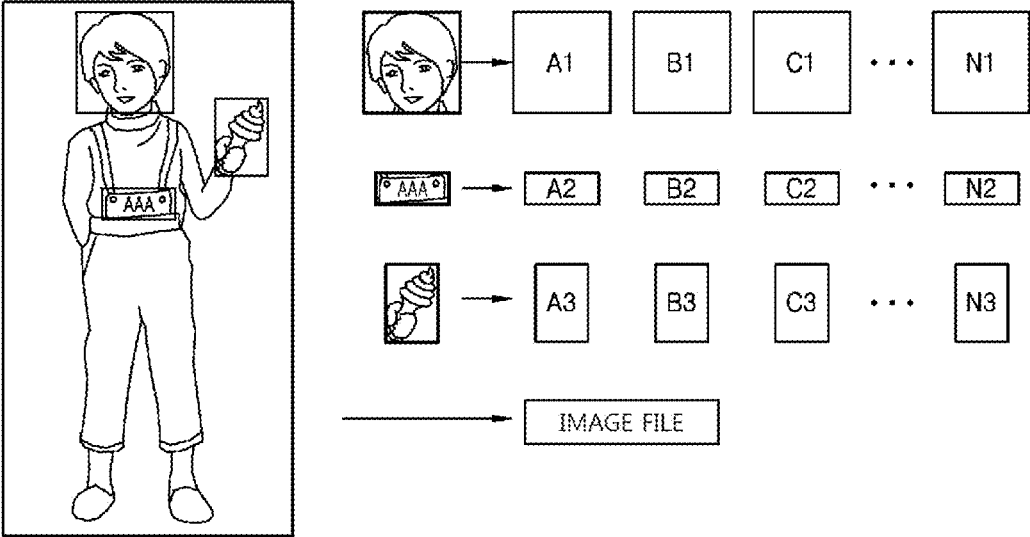 A1 B1 C1 ··· N1
AAA
A2 B2 C2 ··· N2
AAA
A3 B3 C3 ··· N3
IMAGE FILE